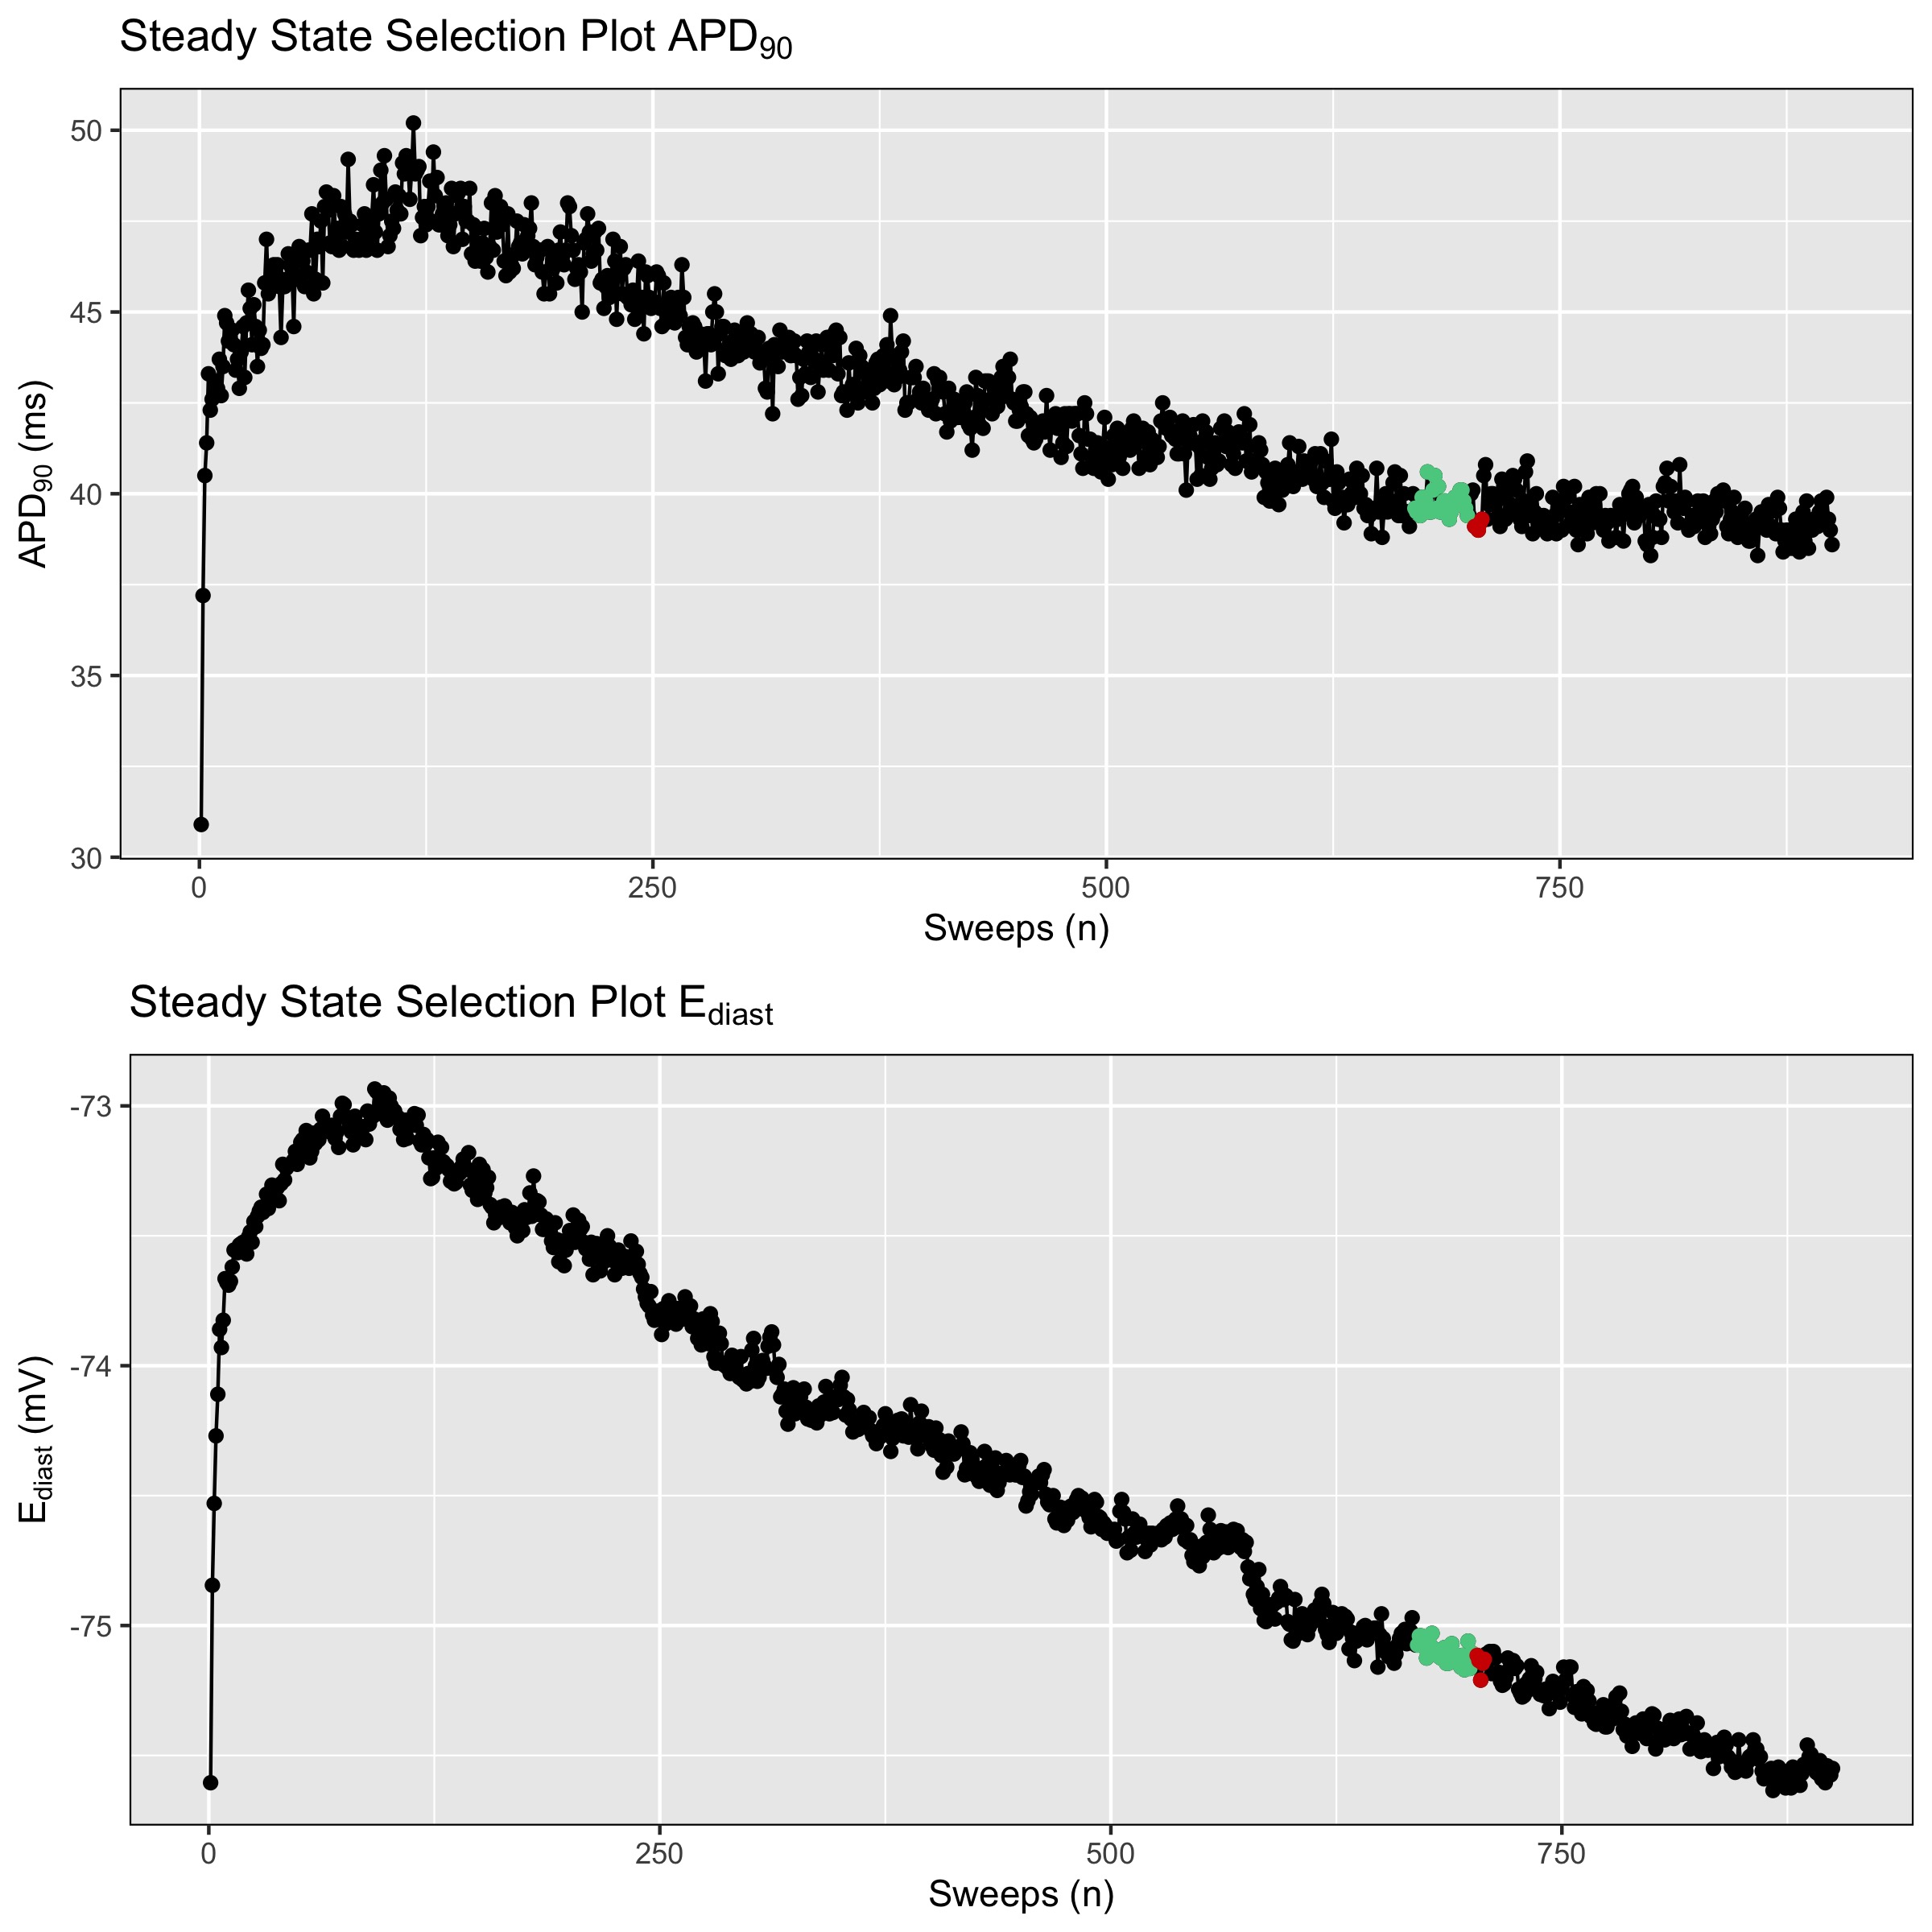 Steady State Selection Plot APD90
50
45
40
35
30
APD90 (ms)
0 250 500 750
Sweeps (n)
Steady State Selection Plot Ediast
-73
-74
-75
Ediast (mV)
0 250 500 750
Sweeps (n)